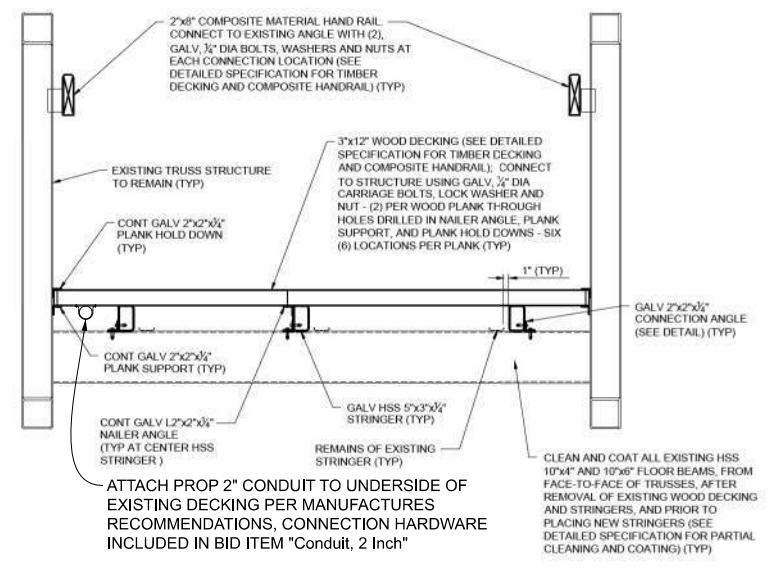 2"x8" COMPOSITE MATERIAL HAND RAIL.
CONNECT TO EXISTING ANGLE WITH (2),
GALV, ¼" DIA BOLTS, WASHERS AND NUTS AT
EACH CONNECTION LOCATION (SEE
DETAILED SPECIFICATION FOR TIMBER
DECKING AND COMPOSITE HANDRAIL) (TYP)
3"x12" WOOD DECKING (SEE DETAILED
SPECIFICATION FOR TIMBER DECKING
AND COMPOSITE HANDRAIL); CONNECT
TO STRUCTURE USING GALV, ¼" DIA
CARRIAGE BOLTS, LOCK WASHER AND
NUT - (2) PER WOOD PLANK THROUGH
HOLES DRILLED IN NAILER ANGLE, PLANK
SUPPORT, AND PLANK HOLD DOWNS - SIX
(6) LOCATIONS PER PLANK (TYP)
EXISTING TRUSS STRUCTURE
TO REMAIN (TYP)
CONT GALV 2"x2"x¼"
PLANK HOLD DOWN
(TYP)
1" (TYP)
GALV 2"x2"x¼"
CONNECTION ANGLE
(SEE DETAIL) (TYP)
CONT GALV 2"x2"x¼"
PLANK SUPPORT (TYP)
CONT GALV L2"x2"x¼"
NAILER ANGLE
(TYP AT CENTER HSS
STRINGER )
GALV HSS 5"x3"x¼"
STRINGER (TYP)
REMAINS OF EXISTING
STRINGER (TYP)
CLEAN AND COAT ALL EXISTING HSS
10"x4" AND 10"x6" FLOOR BEAMS, FROM
FACE-TO-FACE OF TRUSSES, AFTER
REMOVAL OF EXISTING WOOD DECKING
AND STRINGERS, AND PRIOR TO
PLACING NEW STRINGERS (SEE
DETAILED SPECIFICATION FOR PARTIAL
CLEANING AND COATING) (TYP)
ATTACH PROP 2" CONDUIT TO UNDERSIDE OF
EXISTING DECKING PER MANUFACTURES
RECOMMENDATIONS, CONNECTION HARDWARE
INCLUDED IN BID ITEM "Conduit, 2 Inch"